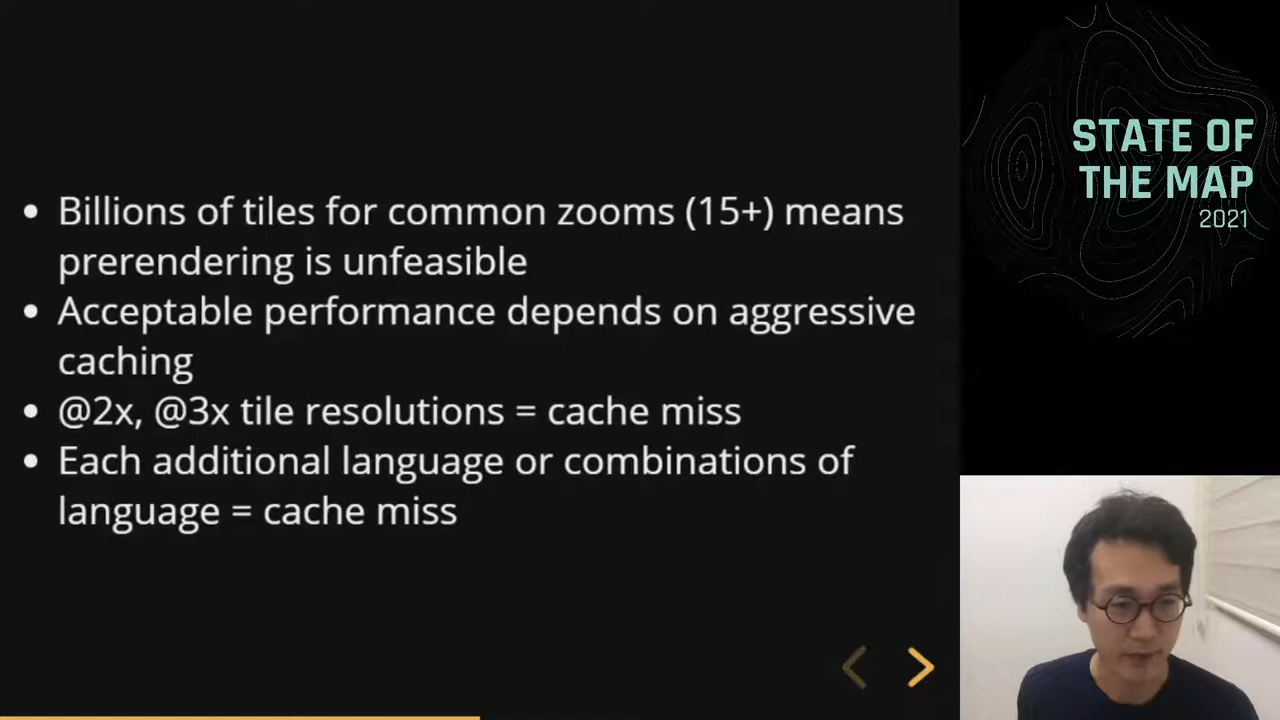 Billions of tiles for common zooms (15+) means
prerendering is unfeasible
Acceptable performance depends on aggressive
caching
@2x, @3x tile resolutions = cache miss
Each additional language or combinations of
language = cache miss
STATE OF
THE MAP
2021